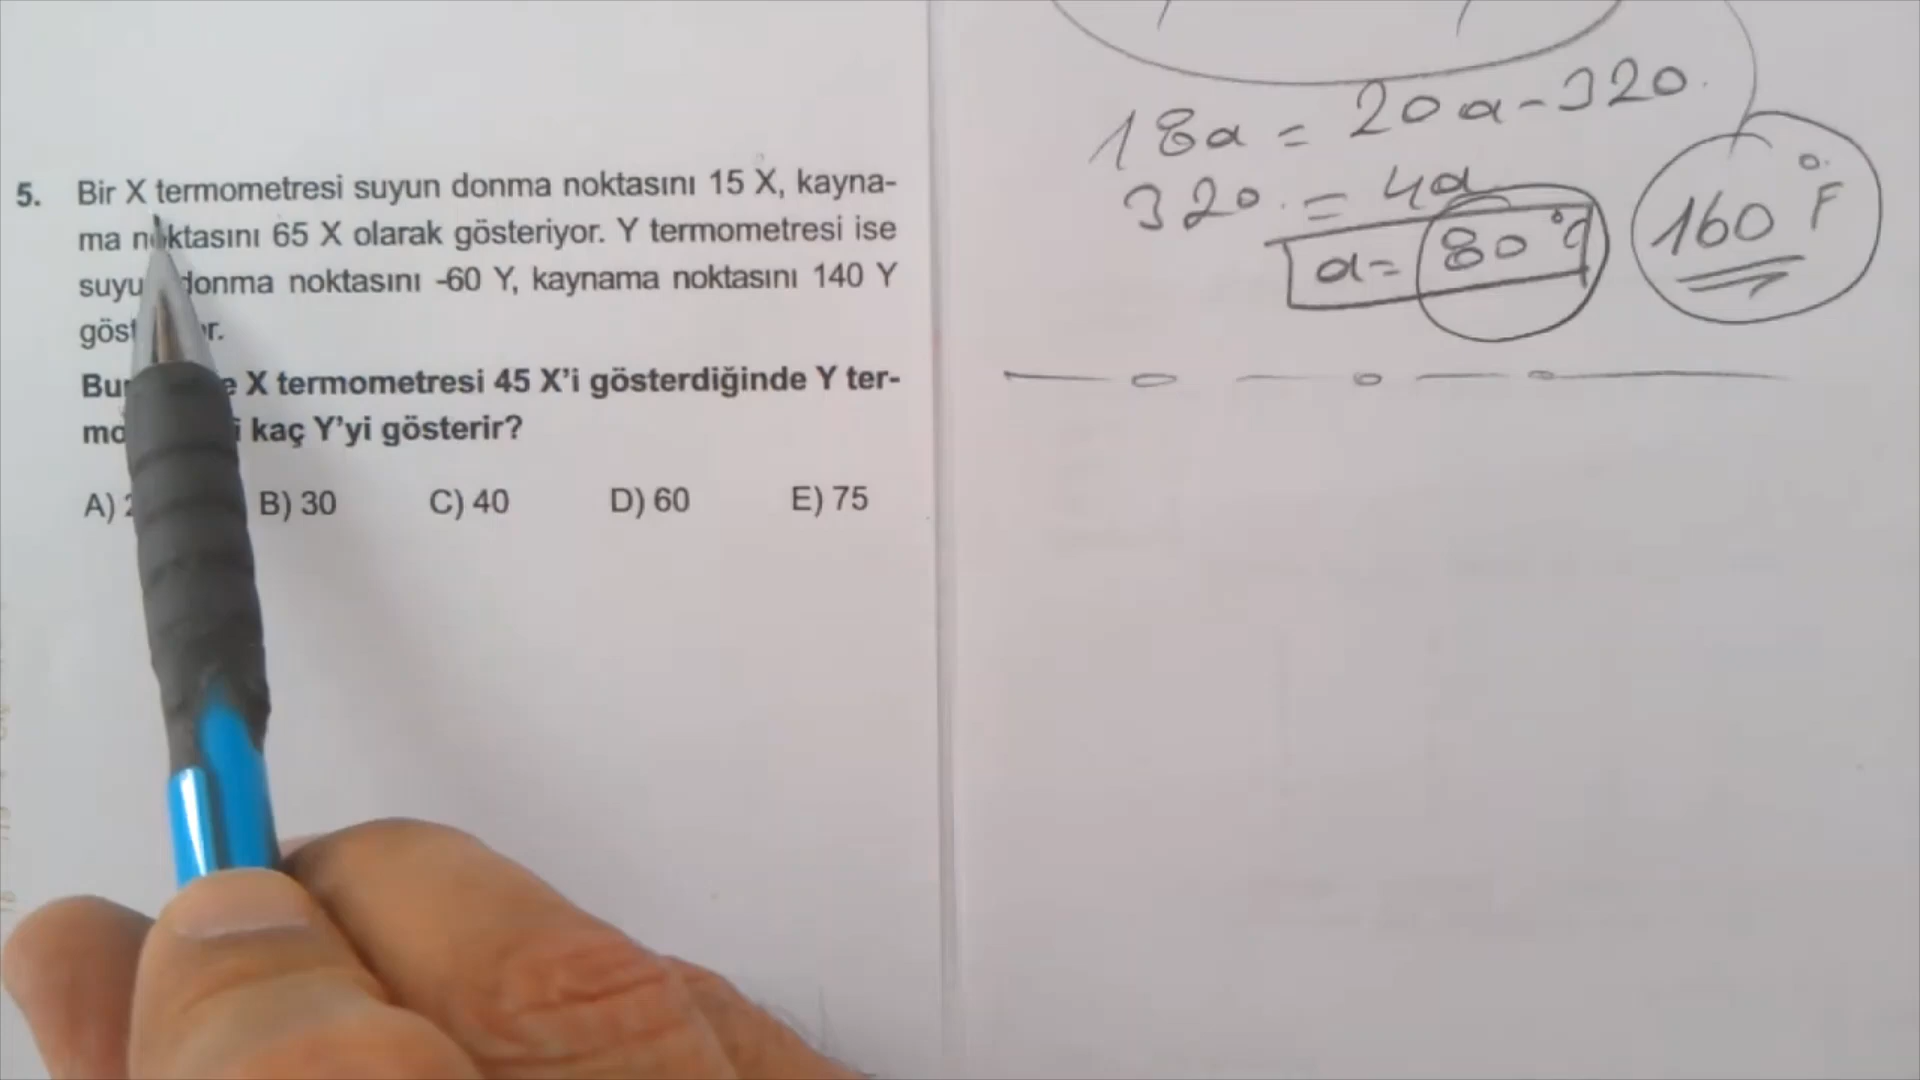 5. Bir X termometresi suyun donma noktasını 15 X, kayna-
ma noktasını 65 X olarak gösteriyor. Y termometresi ise
donma noktasını -60 Y, kaynama noktasını 140 Y
X termometresi 45 X'i gösterdiğinde Y ter-
kaç Y'yi gösterir?
A) B) 30 C) 40 D) 60 E) 75
18a = 20a - 320
320 = 4a
a = 80
160 °F